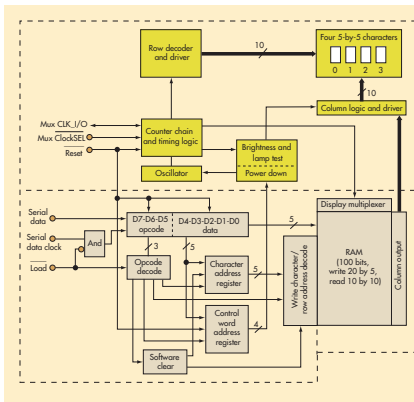 Row decoder
and driver
10
Four 5-by-5 characters
0 1 2 3
10
Column logic and driver
Mux CLK_I/O
Mux ClockSEL
Reset
Counter chain
and timing logic
Oscillator
Brightness and
lamp test
Power down
Serial
data
Serial
data clock
And
Load
D7-D6-D5
opcode
D4-D3-D2-D1-D0
data
5
3
5
Opcode
decode
Character
address
register
5
Control
word
address
register
4
Software
clear
Write character/
row address decode
Display multiplexer
RAM
(100 bits,
write 20 by 5,
read 10 by 10)
Column output